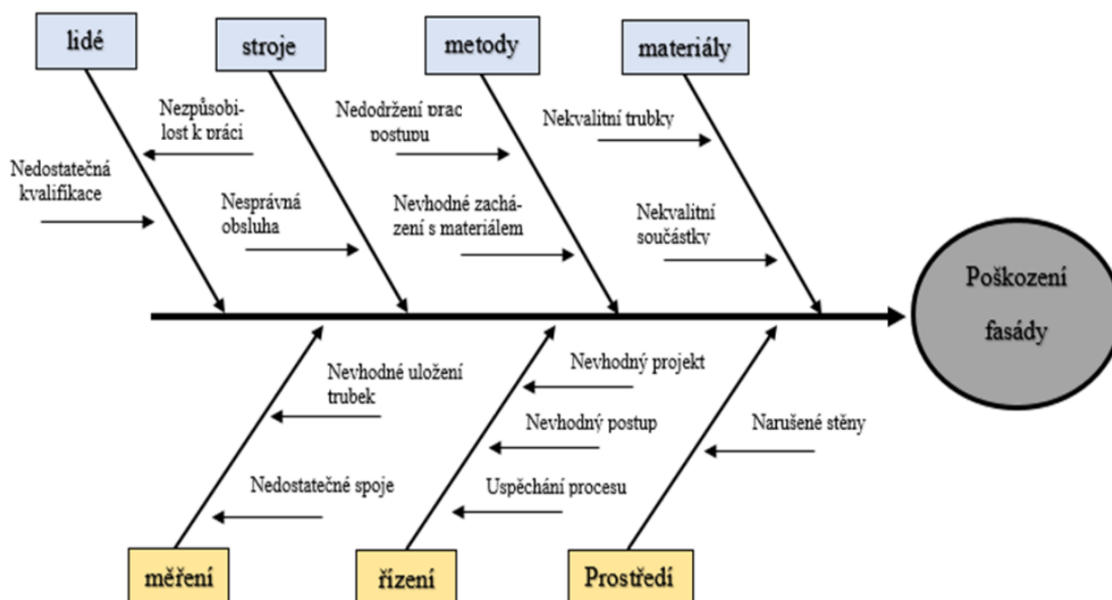 lidé
stroje
metody
materiály
Nezpůsobi-
lost k práci
Nedostatečná
kvalifikace
Nesprávná
obsluha
Nedodržení prac
postupu
Nevhodné zachá-
zení s materiálem
Nekvalitní trubky
Nekvalitní
součástky
Poškození
fasády
Nevhodné uložení
trubek
Nedostatečné spoje
Nevhodný projekt
Nevhodný postup
Uspěchání procesu
Narušené stěny
měření
řízení
Prostředí